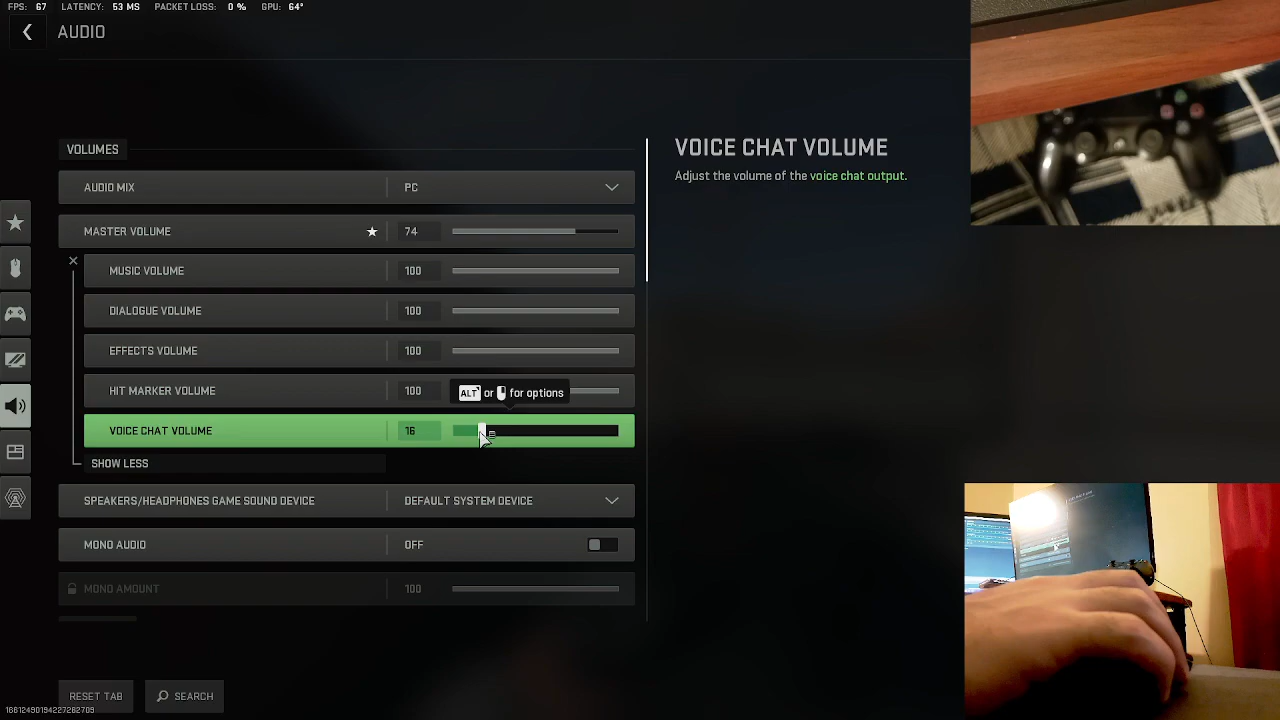 FPS: 67 LATENCY: 53 MS PACKET LOSS: 0 % GPU: 64°
AUDIO
VOLUMES
AUDIO MIX PC
MASTER VOLUME 74
MUSIC VOLUME 100
DIALOGUE VOLUME 100
EFFECTS VOLUME 100
HIT MARKER VOLUME 100
ALT or for options
VOICE CHAT VOLUME 16
SHOW LESS
SPEAKERS/HEADPHONES GAME SOUND DEVICE DEFAULT SYSTEM DEVICE
MONO AUDIO OFF
MONO AMOUNT 100
VOICE CHAT VOLUME
Adjust the volume of the voice chat output.
RESET TAB SEARCH